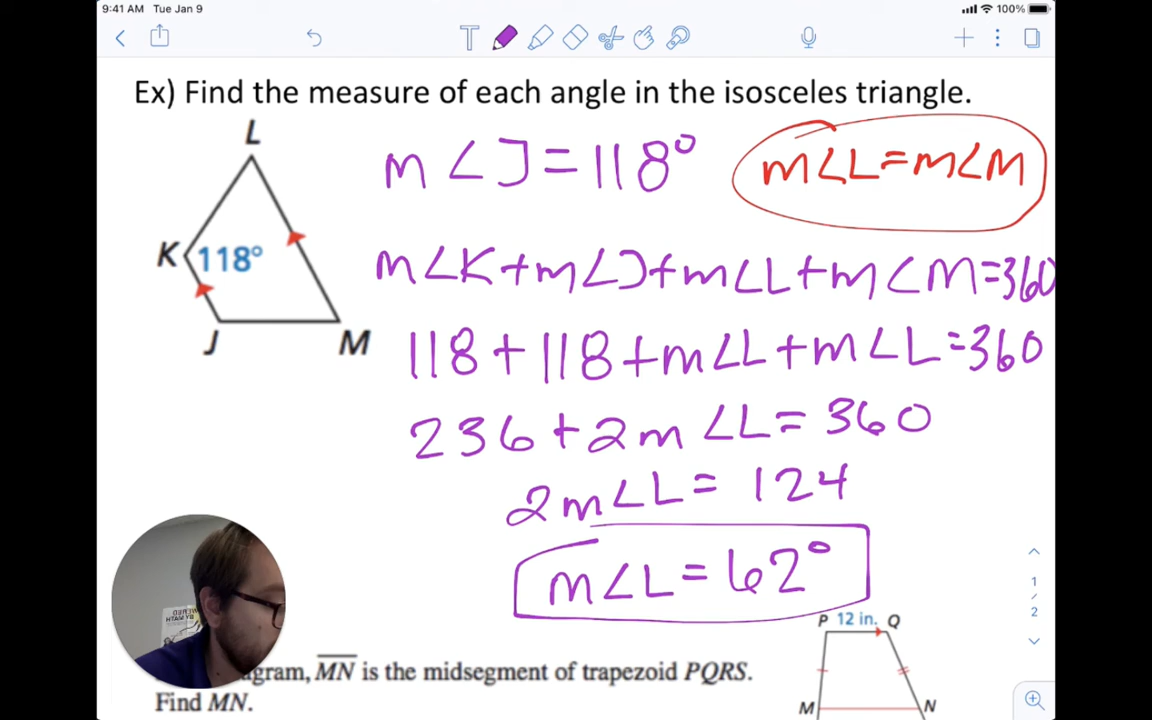 9:41 AM Tue Jan 9
100%
T
Ex) Find the measure of each angle in the isosceles triangle.
L
m∠J=118°
m∠L=m∠M
K 118°
m∠K+m∠J+m∠L+m∠M=360
J
M
118+118+m∠L+m∠L=360
236+2m∠L=360
2m∠L=124
m∠L=62°
1
/
2
P 12 in. Q
gram, MN is the midsegment of trapezoid PQRS.
Find MN.
M
N